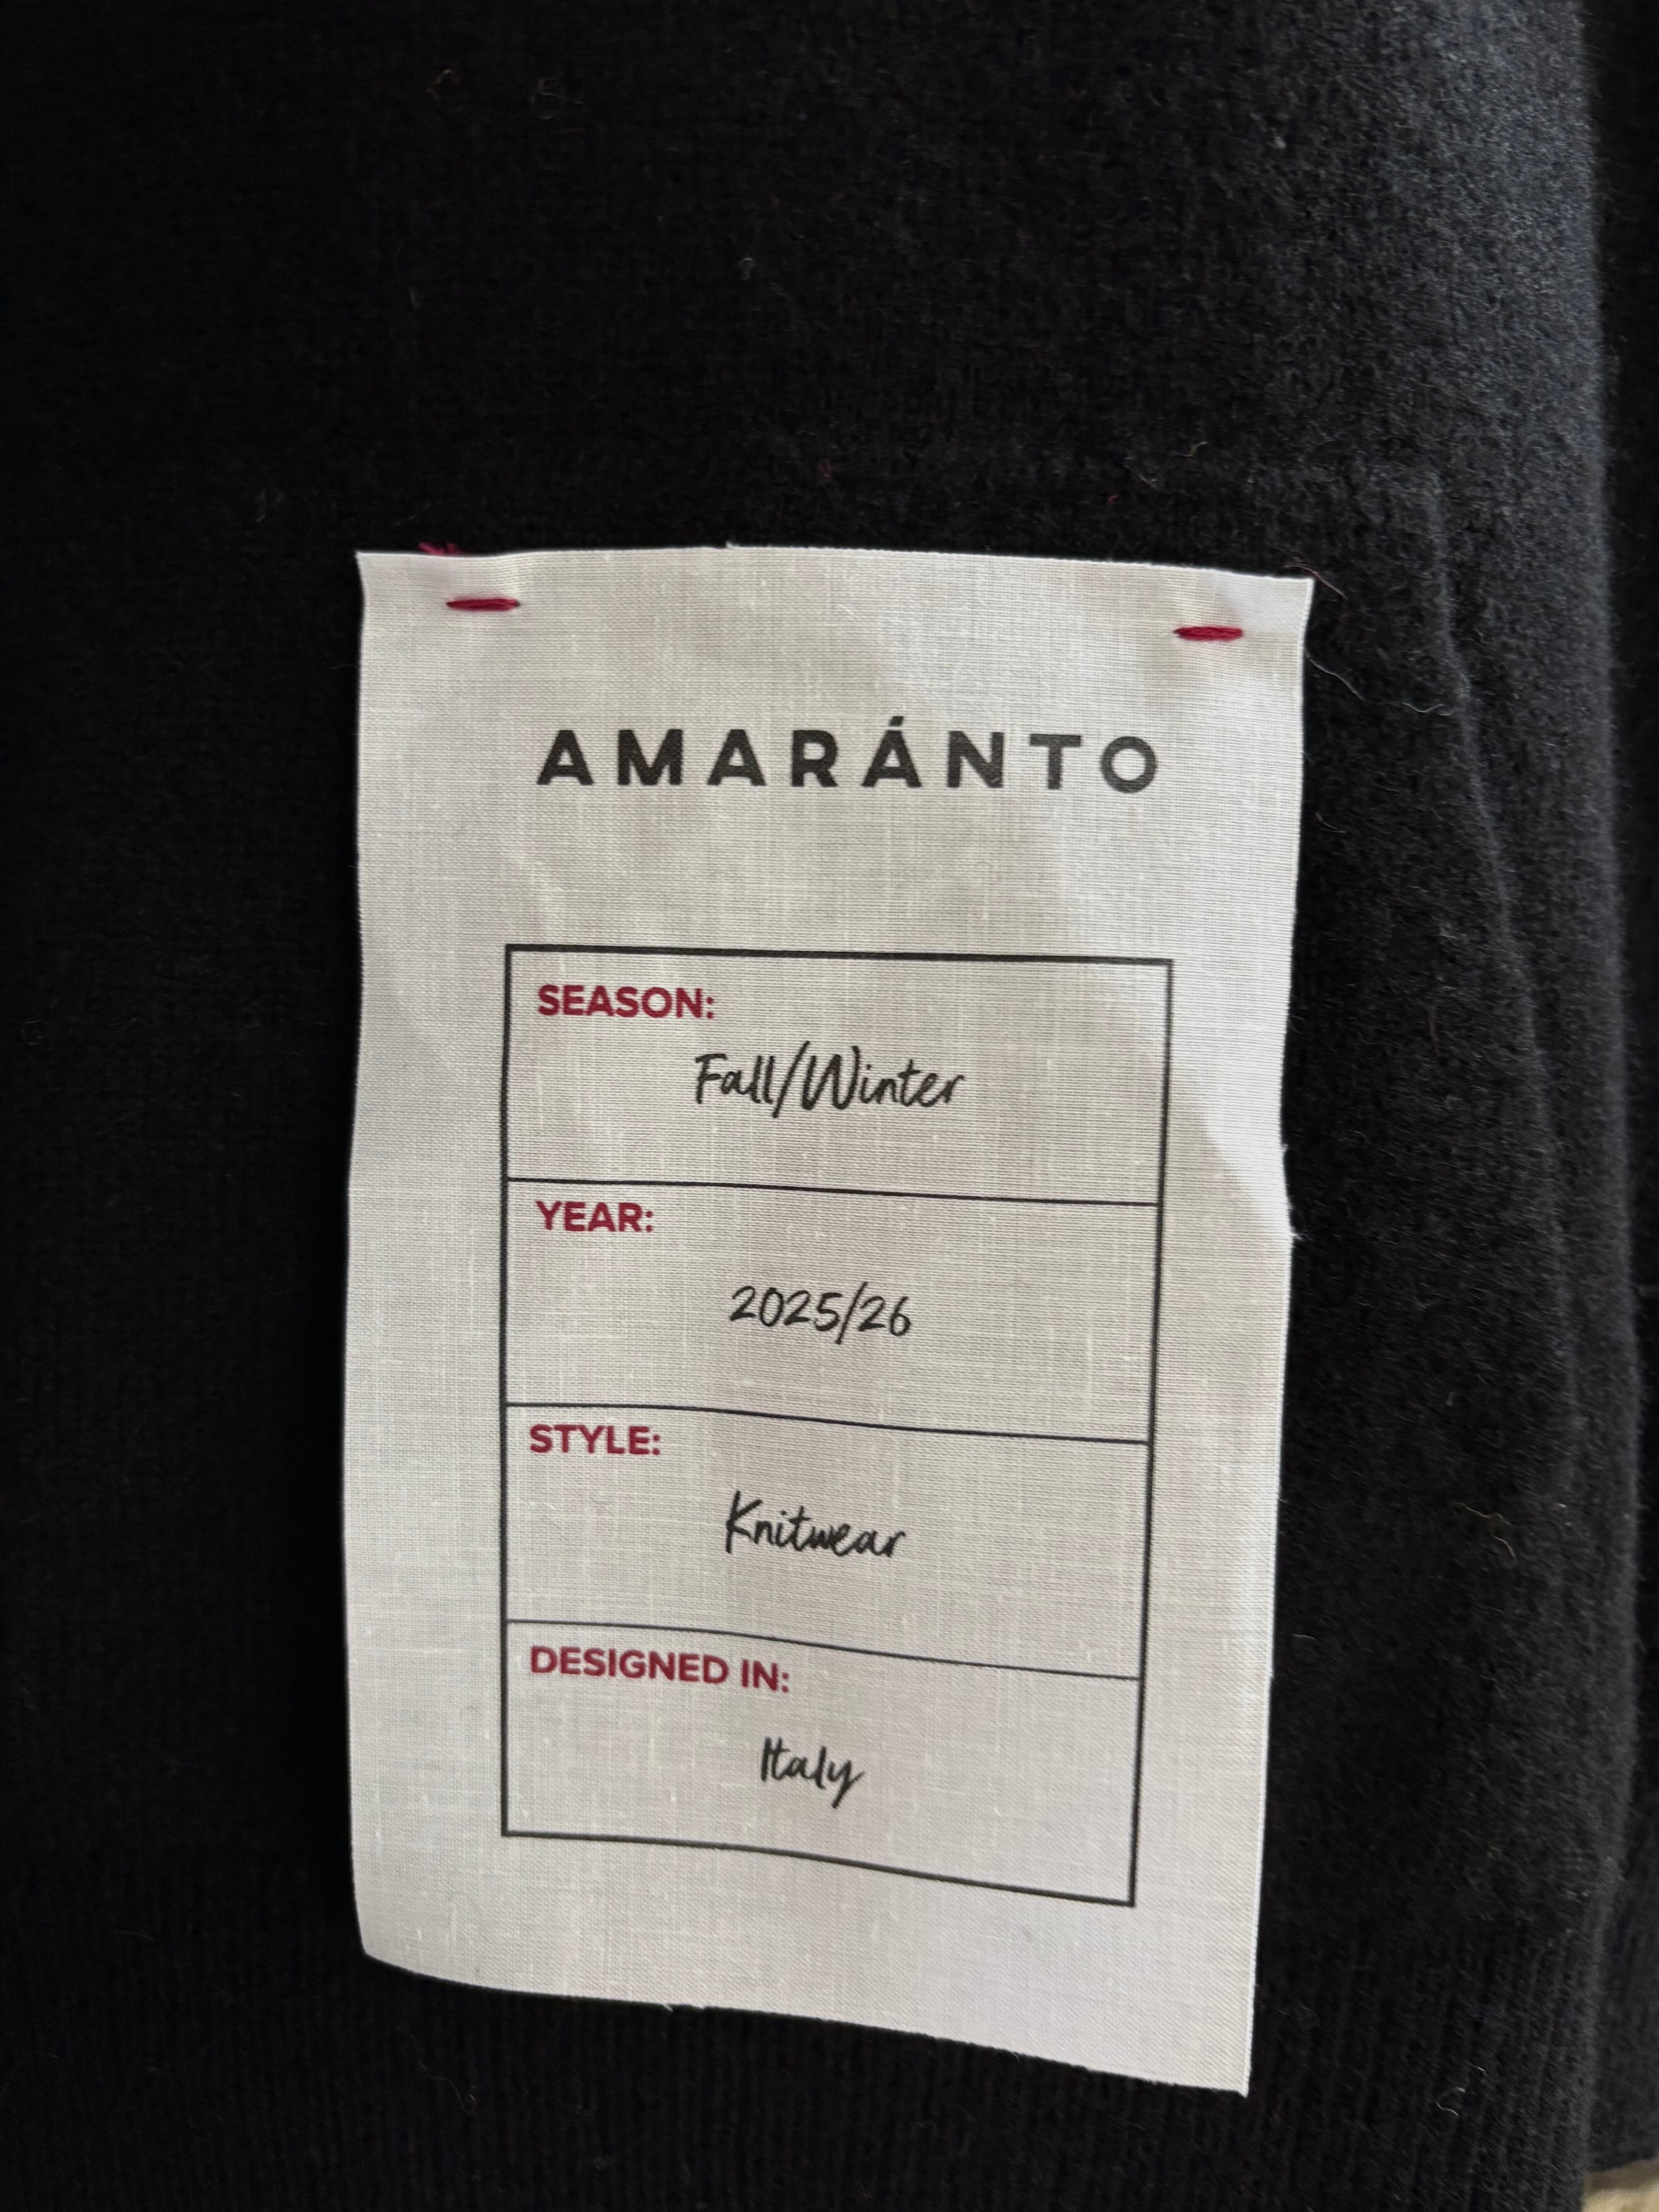 AMARÁNTO
SEASON:
Fall/Winter
YEAR:
2025/26
STYLE:
Knitwear
DESIGNED IN:
Italy